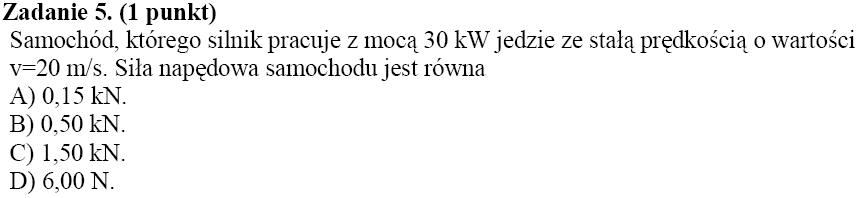 Zadanie 5. (1 punkt)
Samochód, którego silnik pracuje z mocą 30 kW jedzie ze stałą prędkością o wartości
v=20 m/s. Siła napędowa samochodu jest równa
A) 0,15 kN.
B) 0,50 kN.
C) 1,50 kN.
D) 6,00 N.